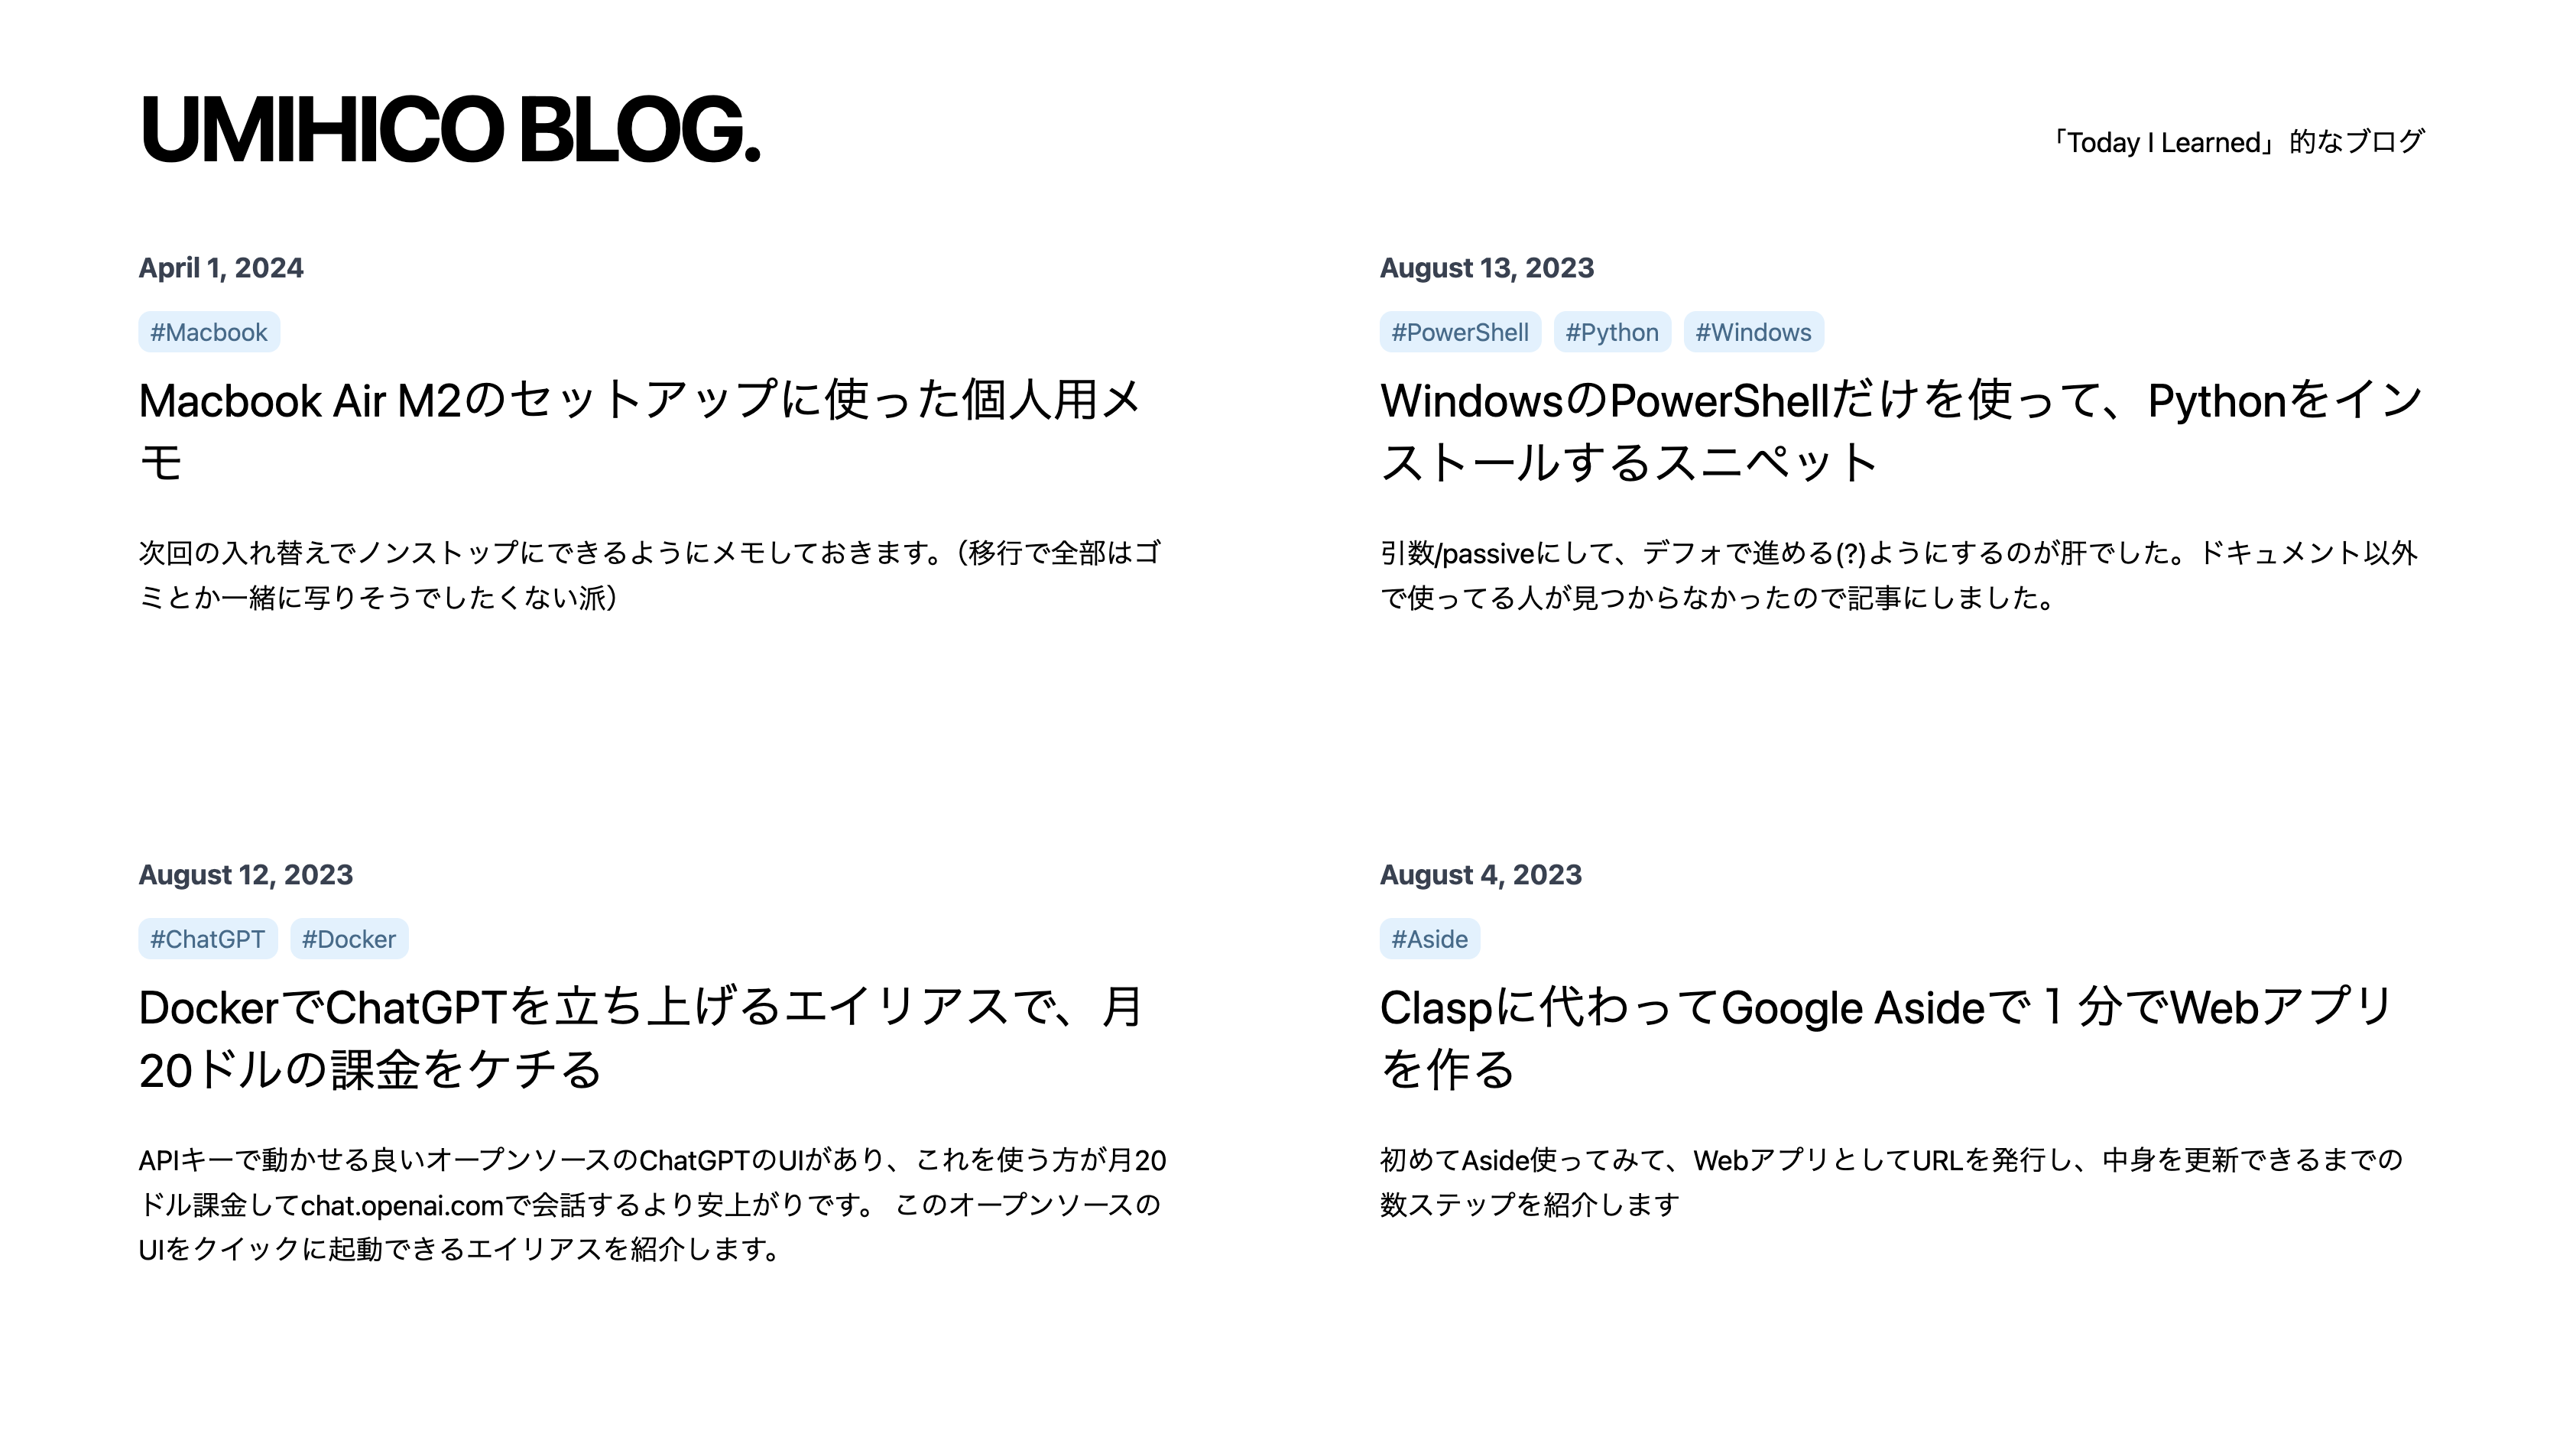 UMIHICO BLOG.
「Today I Learned」的なブログ
April 1, 2024
#Macbook
Macbook Air M2のセットアップに使った個人用メ
モ
次回の入れ替えでノンストップにできるようにメモしておきます。（移行で全部はゴ
ミとか一緒に写りそうでしたくない派）
August 13, 2023
#PowerShell #Python #Windows
WindowsのPowerShellだけを使って、Pythonをイン
ストールするスニペット
引数/passiveにして、デフォで進める(?)ようにするのが肝でした。ドキュメント以外
で使ってる人が見つからなかったので記事にしました。
August 12, 2023
#ChatGPT #Docker
DockerでChatGPTを立ち上げるエイリアスで、月
20ドルの課金をケチる
APIキーで動かせる良いオープンソースのChatGPTのUIがあり、これを使う方が月20
ドル課金してchat.openai.comで会話するより安上がりです。 このオープンソースの
UIをクイックに起動できるエイリアスを紹介します。
August 4, 2023
#Aside
Claspに代わってGoogle Asideで１分でWebアプリ
を作る
初めてAside使ってみて、WebアプリとしてURLを発行し、中身を更新できるまでの
数ステップを紹介します